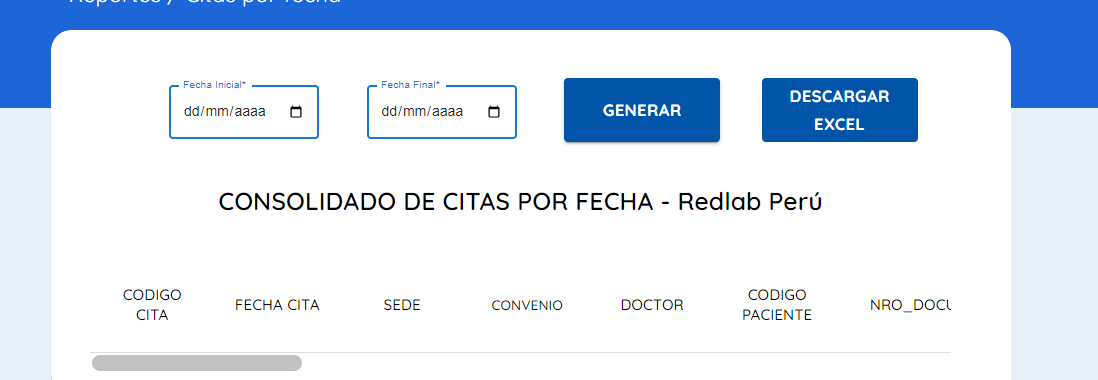 Reportes / Citas por fecha
Fecha Inicial*
Fecha Final*
dd/mm/aaaa
dd/mm/aaaa
GENERAR
DESCARGAR
EXCEL
CONSOLIDADO DE CITAS POR FECHA - Redlab Perú
CODIGO
CITA
FECHA CITA
SEDE
CONVENIO
DOCTOR
CODIGO
PACIENTE
NRO_DOCU